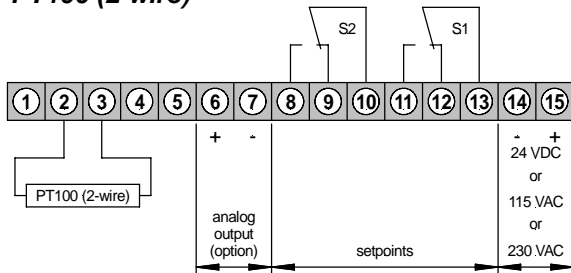 PT100 (2-wire)
S2 S1
1 2 3 4 5 6 7 8 9 10 11 12 13 14 15
+ - - +
PT100 (2-wire)
24 VDC
or
115 VAC
or
230 VAC
analog
output
(option)
setpoints